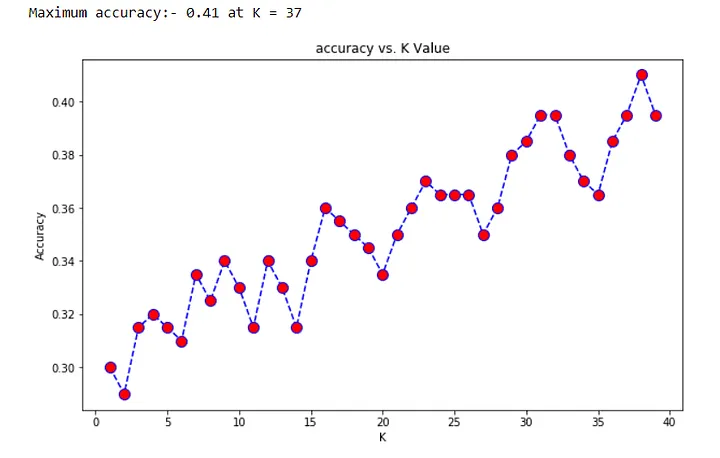 Maximum accuracy:- 0.41 at K = 37
accuracy vs. K Value
0.40
0.38
0.36
0.34
0.32
0.30
Accuracy
0 5 10 15 20 25 30 35 40
K